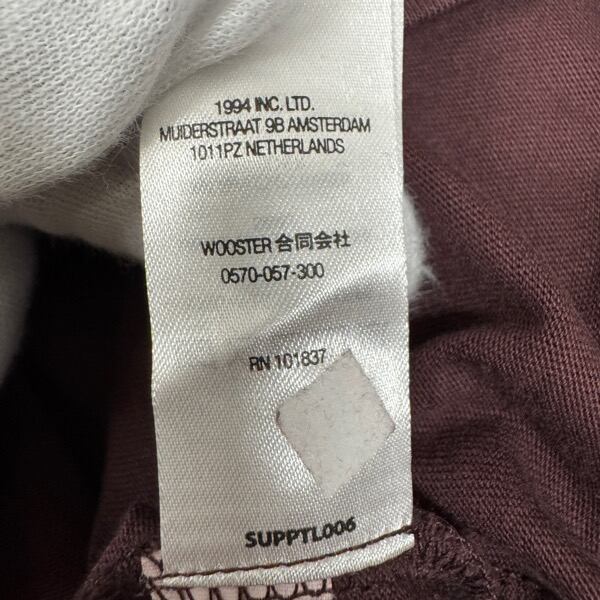 1994 INC. LTD.
MUIDERSTRAAT 9B AMSTERDAM
1011PZ NETHERLANDS
WOOSTER 合同会社
0570-057-300
RN 101837
SUPPTL006